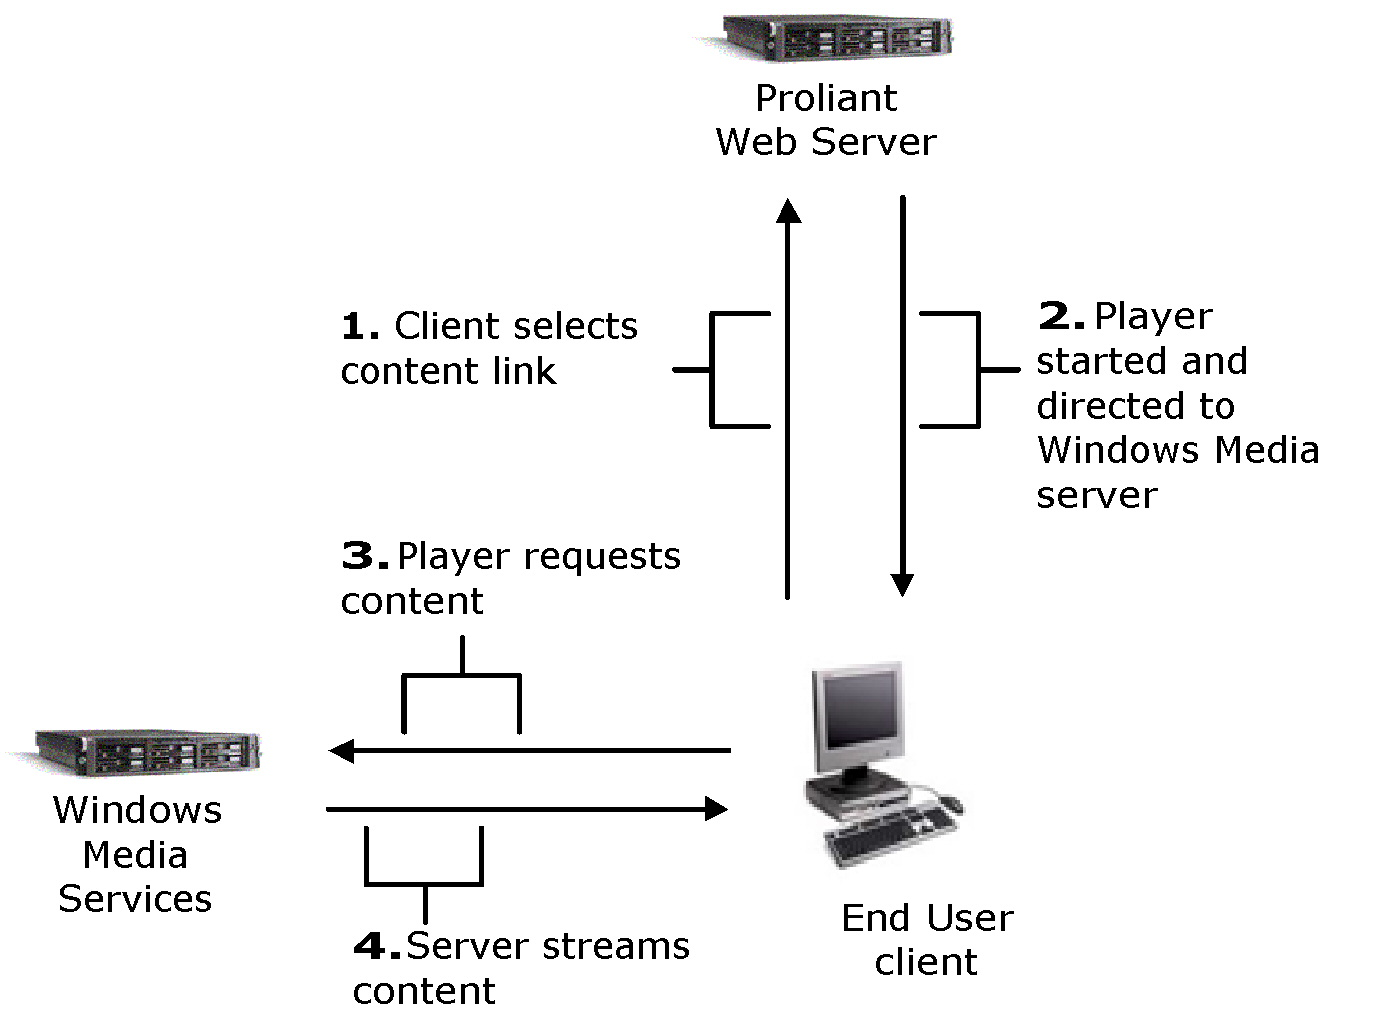 Proliant
Web Server
1. Client selects
content link
2. Player
started and
directed to
Windows Media
server
3. Player requests
content
Windows
Media
Services
4. Server streams
content
End User
client